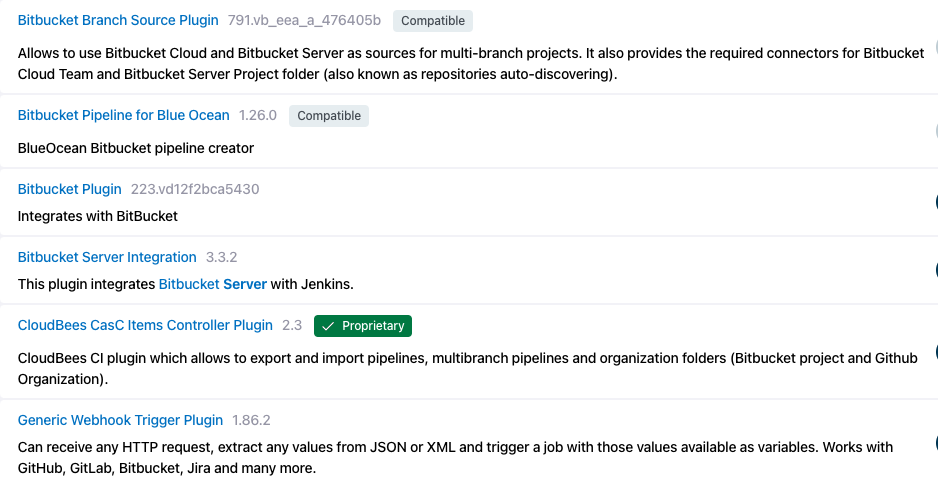 Bitbucket Branch Source Plugin 791.vb_eea_a_476405b Compatible
Allows to use Bitbucket Cloud and Bitbucket Server as sources for multi-branch projects. It also provides the required connectors for Bitbucket
Cloud Team and Bitbucket Server Project folder (also known as repositories auto-discovering).
Bitbucket Pipeline for Blue Ocean 1.26.0 Compatible
BlueOcean Bitbucket pipeline creator
Bitbucket Plugin 223.vd12f2bca5430
Integrates with BitBucket
Bitbucket Server Integration 3.3.2
This plugin integrates Bitbucket Server with Jenkins.
CloudBees CasC Items Controller Plugin 2.3 Proprietary
CloudBees CI plugin which allows to export and import pipelines, multibranch pipelines and organization folders (Bitbucket project and Github
Organization).
Generic Webhook Trigger Plugin 1.86.2
Can receive any HTTP request, extract any values from JSON or XML and trigger a job with those values available as variables. Works with
GitHub, GitLab, Bitbucket, Jira and many more.